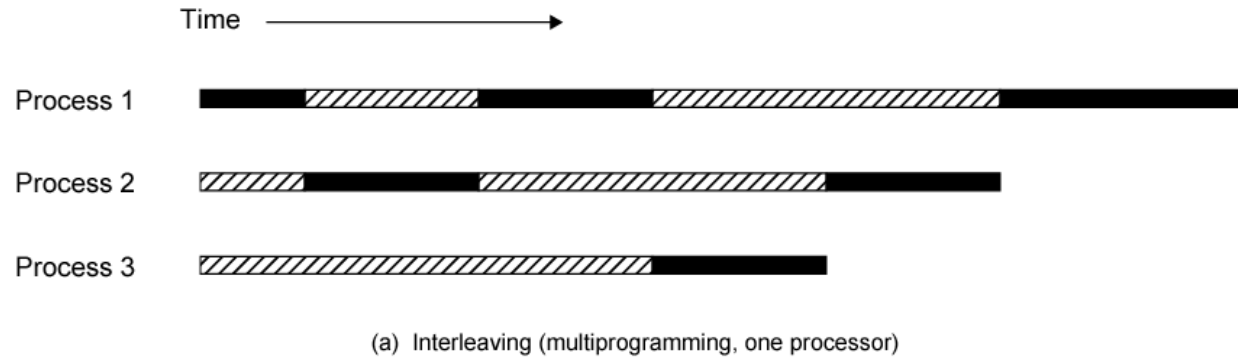 Time
Process 1
Process 2
Process 3
(a) Interleaving (multiprogramming, one processor)